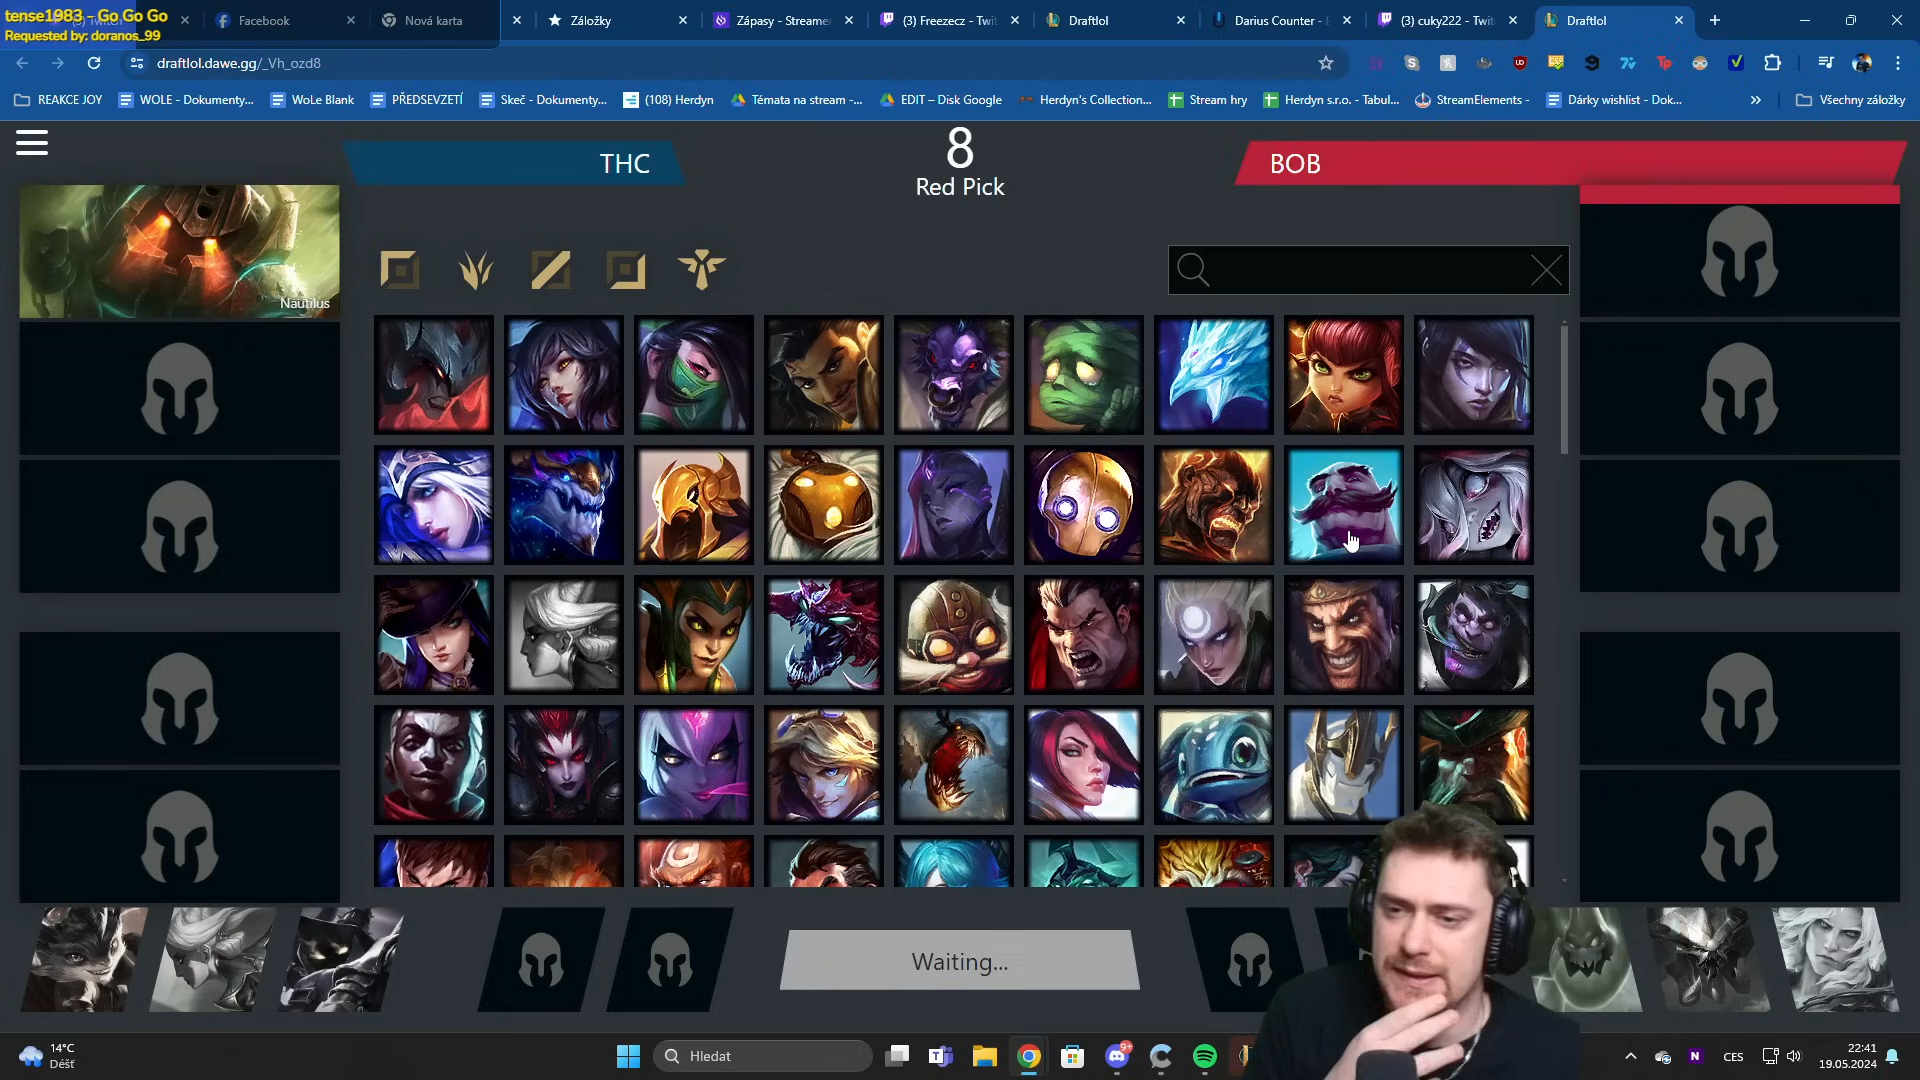 tense1983 - Go Go Go
Requested by: doranos_99
Facebook
Nová karta
Záložky
Zápasy - Streamer
(3) Freezecz - Twit
Draftlol
Darius Counter -
(3) cuky222 - Twit
Draftlol
draftlol.dawe.gg/_Vh_ozd8
REAKCE JOY
WOLE - Dokumenty...
WoLe Blank
PŘEDSEVZETÍ
Skeč - Dokumenty...
(108) Herdyn
Témata na stream -...
EDIT – Disk Google
Herdyn's Collection...
Stream hry
Herdyn s.r.o. - Tabul...
StreamElements -
Dárky wishlist - Dok...
Všechny záložky
THC
8
Red Pick
BOB
Nautilus
Waiting...
14°C
Déšť
Hledat
9+
CES
22:41
19.05.2024